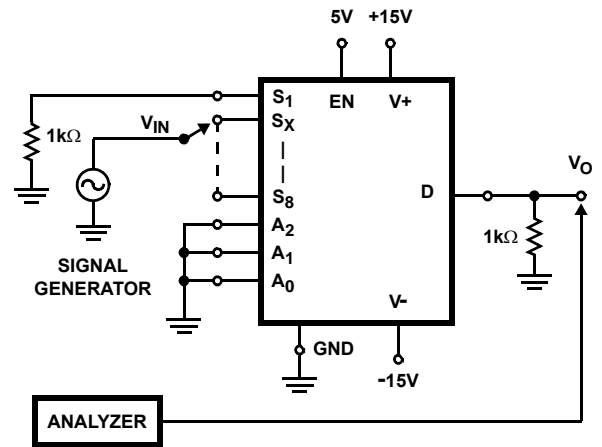 5V
+15V
S1
EN
V+
VIN
SX
1kΩ
VO
S8
D
A2
1kΩ
SIGNAL
GENERATOR
A1
A0
V-
GND
-15V
ANALYZER